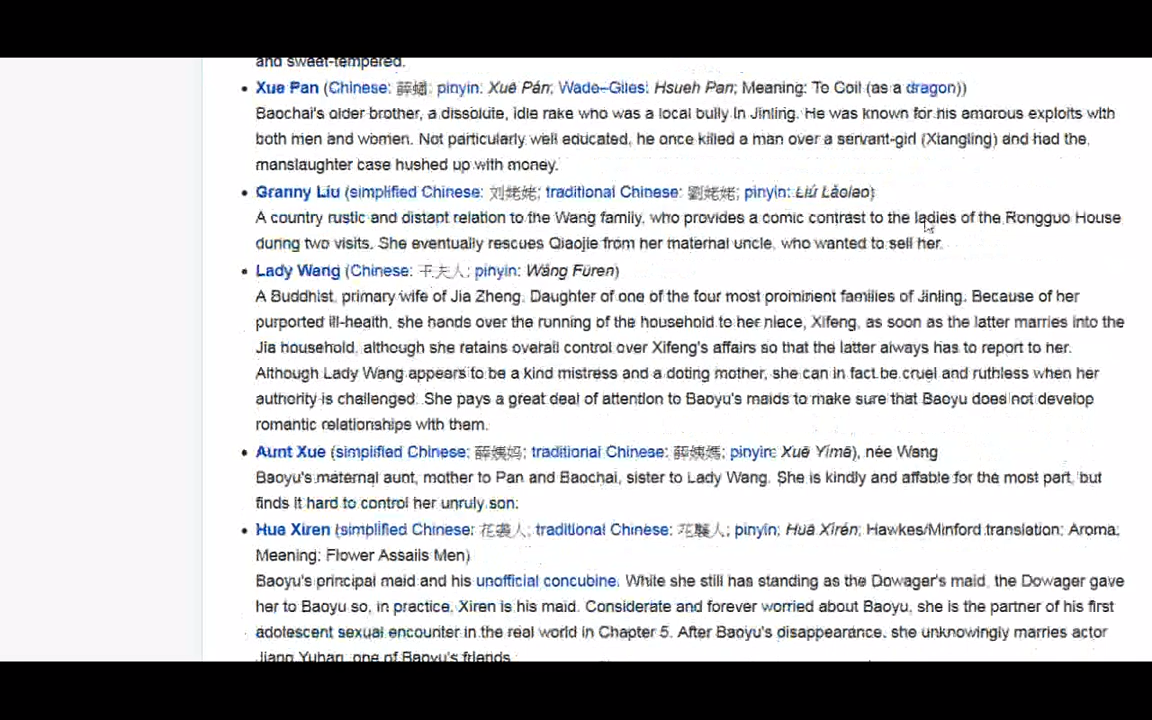 and sweet-tempered.
Xue Pan (Chinese: 薛蟠; pinyin: Xuē Pán; Wade–Giles: Hsueh Pan; Meaning: To Coil (as a dragon))
Baochai's older brother, a dissolute, idle rake who was a local bully in Jinling. He was known for his amorous exploits with
both men and women. Not particularly well educated, he once killed a man over a servant-girl (Xiangling) and had the
manslaughter case hushed up with money.
Granny Liu (simplified Chinese: 刘姥姥; traditional Chinese: 劉姥姥; pinyin: Liú Lǎolao)
A country rustic and distant relation to the Wang family, who provides a comic contrast to the ladies of the Rongguo House
during two visits. She eventually rescues Qiaojie from her maternal uncle, who wanted to sell her.
Lady Wang (Chinese: 王夫人; pinyin: Wáng Fūren)
A Buddhist, primary wife of Jia Zheng. Daughter of one of the four most prominent families of Jinling. Because of her
purported ill-health, she hands over the running of the household to her niece, Xifeng, as soon as the latter marries into the
Jia household, although she retains overall control over Xifeng's affairs so that the latter always has to report to her.
Although Lady Wang appears to be a kind mistress and a doting mother, she can in fact be cruel and ruthless when her
authority is challenged. She pays a great deal of attention to Baoyu's maids to make sure that Baoyu does not develop
romantic relationships with them.
Aunt Xue (simplified Chinese: 薛姨妈; traditional Chinese: 薛姨媽; pinyin: Xuē Yímā), née Wang
Baoyu's maternal aunt, mother to Pan and Baochai, sister to Lady Wang. She is kindly and affable for the most part, but
finds it hard to control her unruly son.
Hua Xiren (simplified Chinese: 花袭人; traditional Chinese: 花襲人; pinyin: Huā Xírén; Hawkes/Minford translation: Aroma;
Meaning: Flower Assails Men)
Baoyu's principal maid and his unofficial concubine. While she still has standing as the Dowager's maid, the Dowager gave
her to Baoyu so, in practice, Xiren is his maid. Considerate and forever worried about Baoyu, she is the partner of his first
adolescent sexual encounter in the real world in Chapter 5. After Baoyu's disappearance, she unknowingly marries actor
Jiang Yuhan, one of Baoyu's friends.